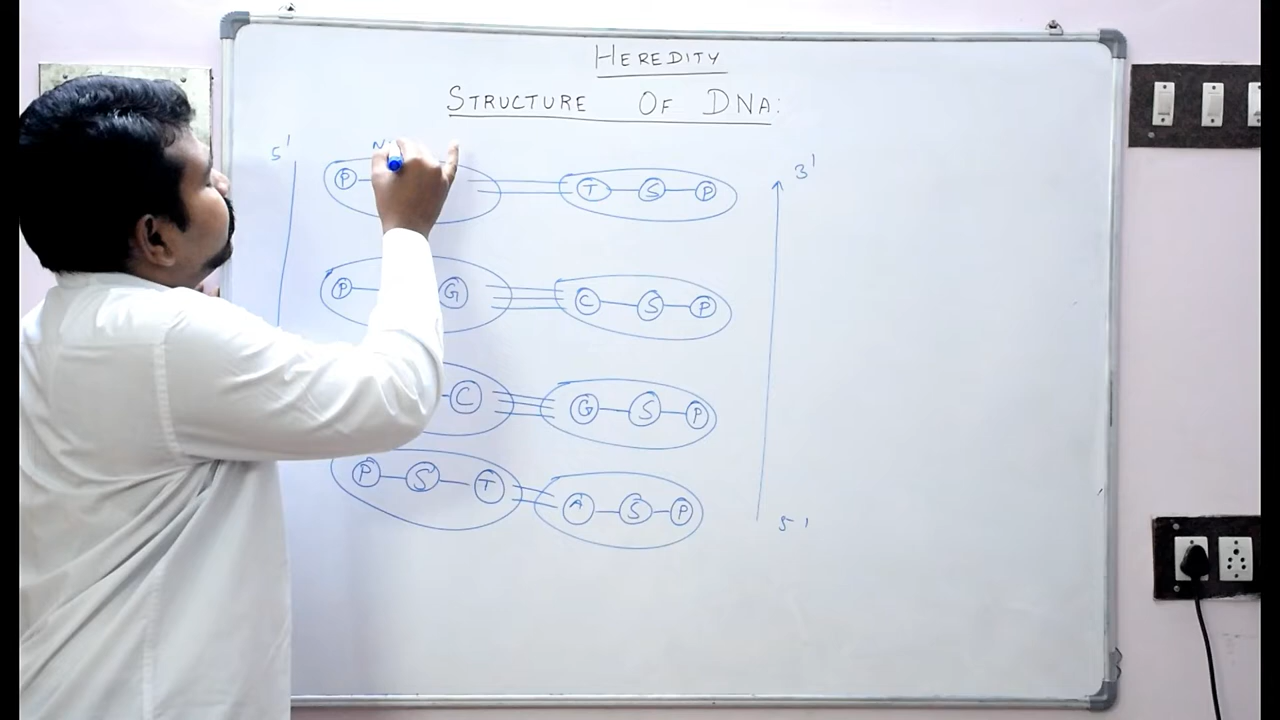 HEREDITY
STRUCTURE OF DNA:
5' 3'
P T S P
P G C S P
C G S P
P S T A S P
5'